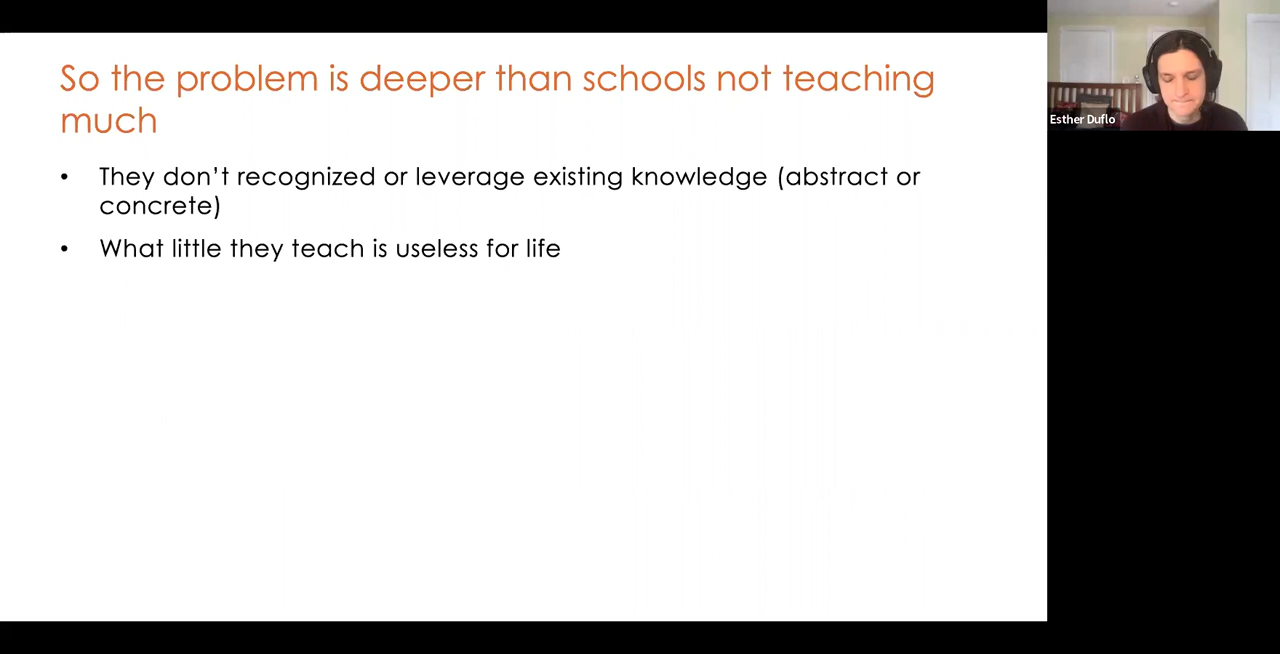 So the problem is deeper than schools not teaching
much
• They don’t recognized or leverage existing knowledge (abstract or
concrete)
• What little they teach is useless for life
Esther Duflo